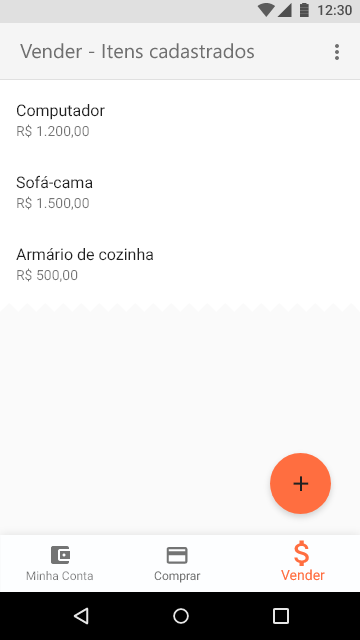 12:30
Vender - Itens cadastrados
Computador
R$ 1.200,00
Sofá-cama
R$ 1.500,00
Armário de cozinha
R$ 500,00
Minha Conta
Comprar
Vender